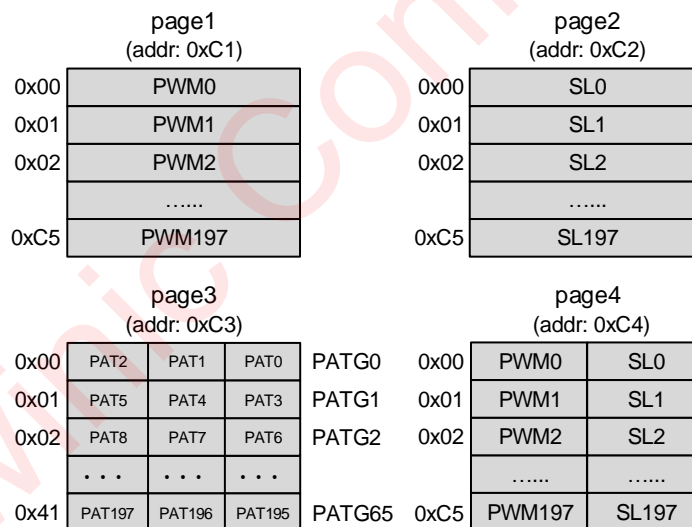 page1
(addr: 0xC1)
0x00 PWM0
0x01 PWM1
0x02 PWM2
…...
0xC5 PWM197
page2
(addr: 0xC2)
0x00 SL0
0x01 SL1
0x02 SL2
…...
0xC5 SL197
page3
(addr: 0xC3)
0x00 PAT2 PAT1 PAT0 PATG0
0x01 PAT5 PAT4 PAT3 PATG1
0x02 PAT8 PAT7 PAT6 PATG2
• • • • • • • • •
0x41 PAT197 PAT196 PAT195 PATG65
page4
(addr: 0xC4)
0x00 PWM0 SL0
0x01 PWM1 SL1
0x02 PWM2 SL2
…... …...
0xC5 PWM197 SL197